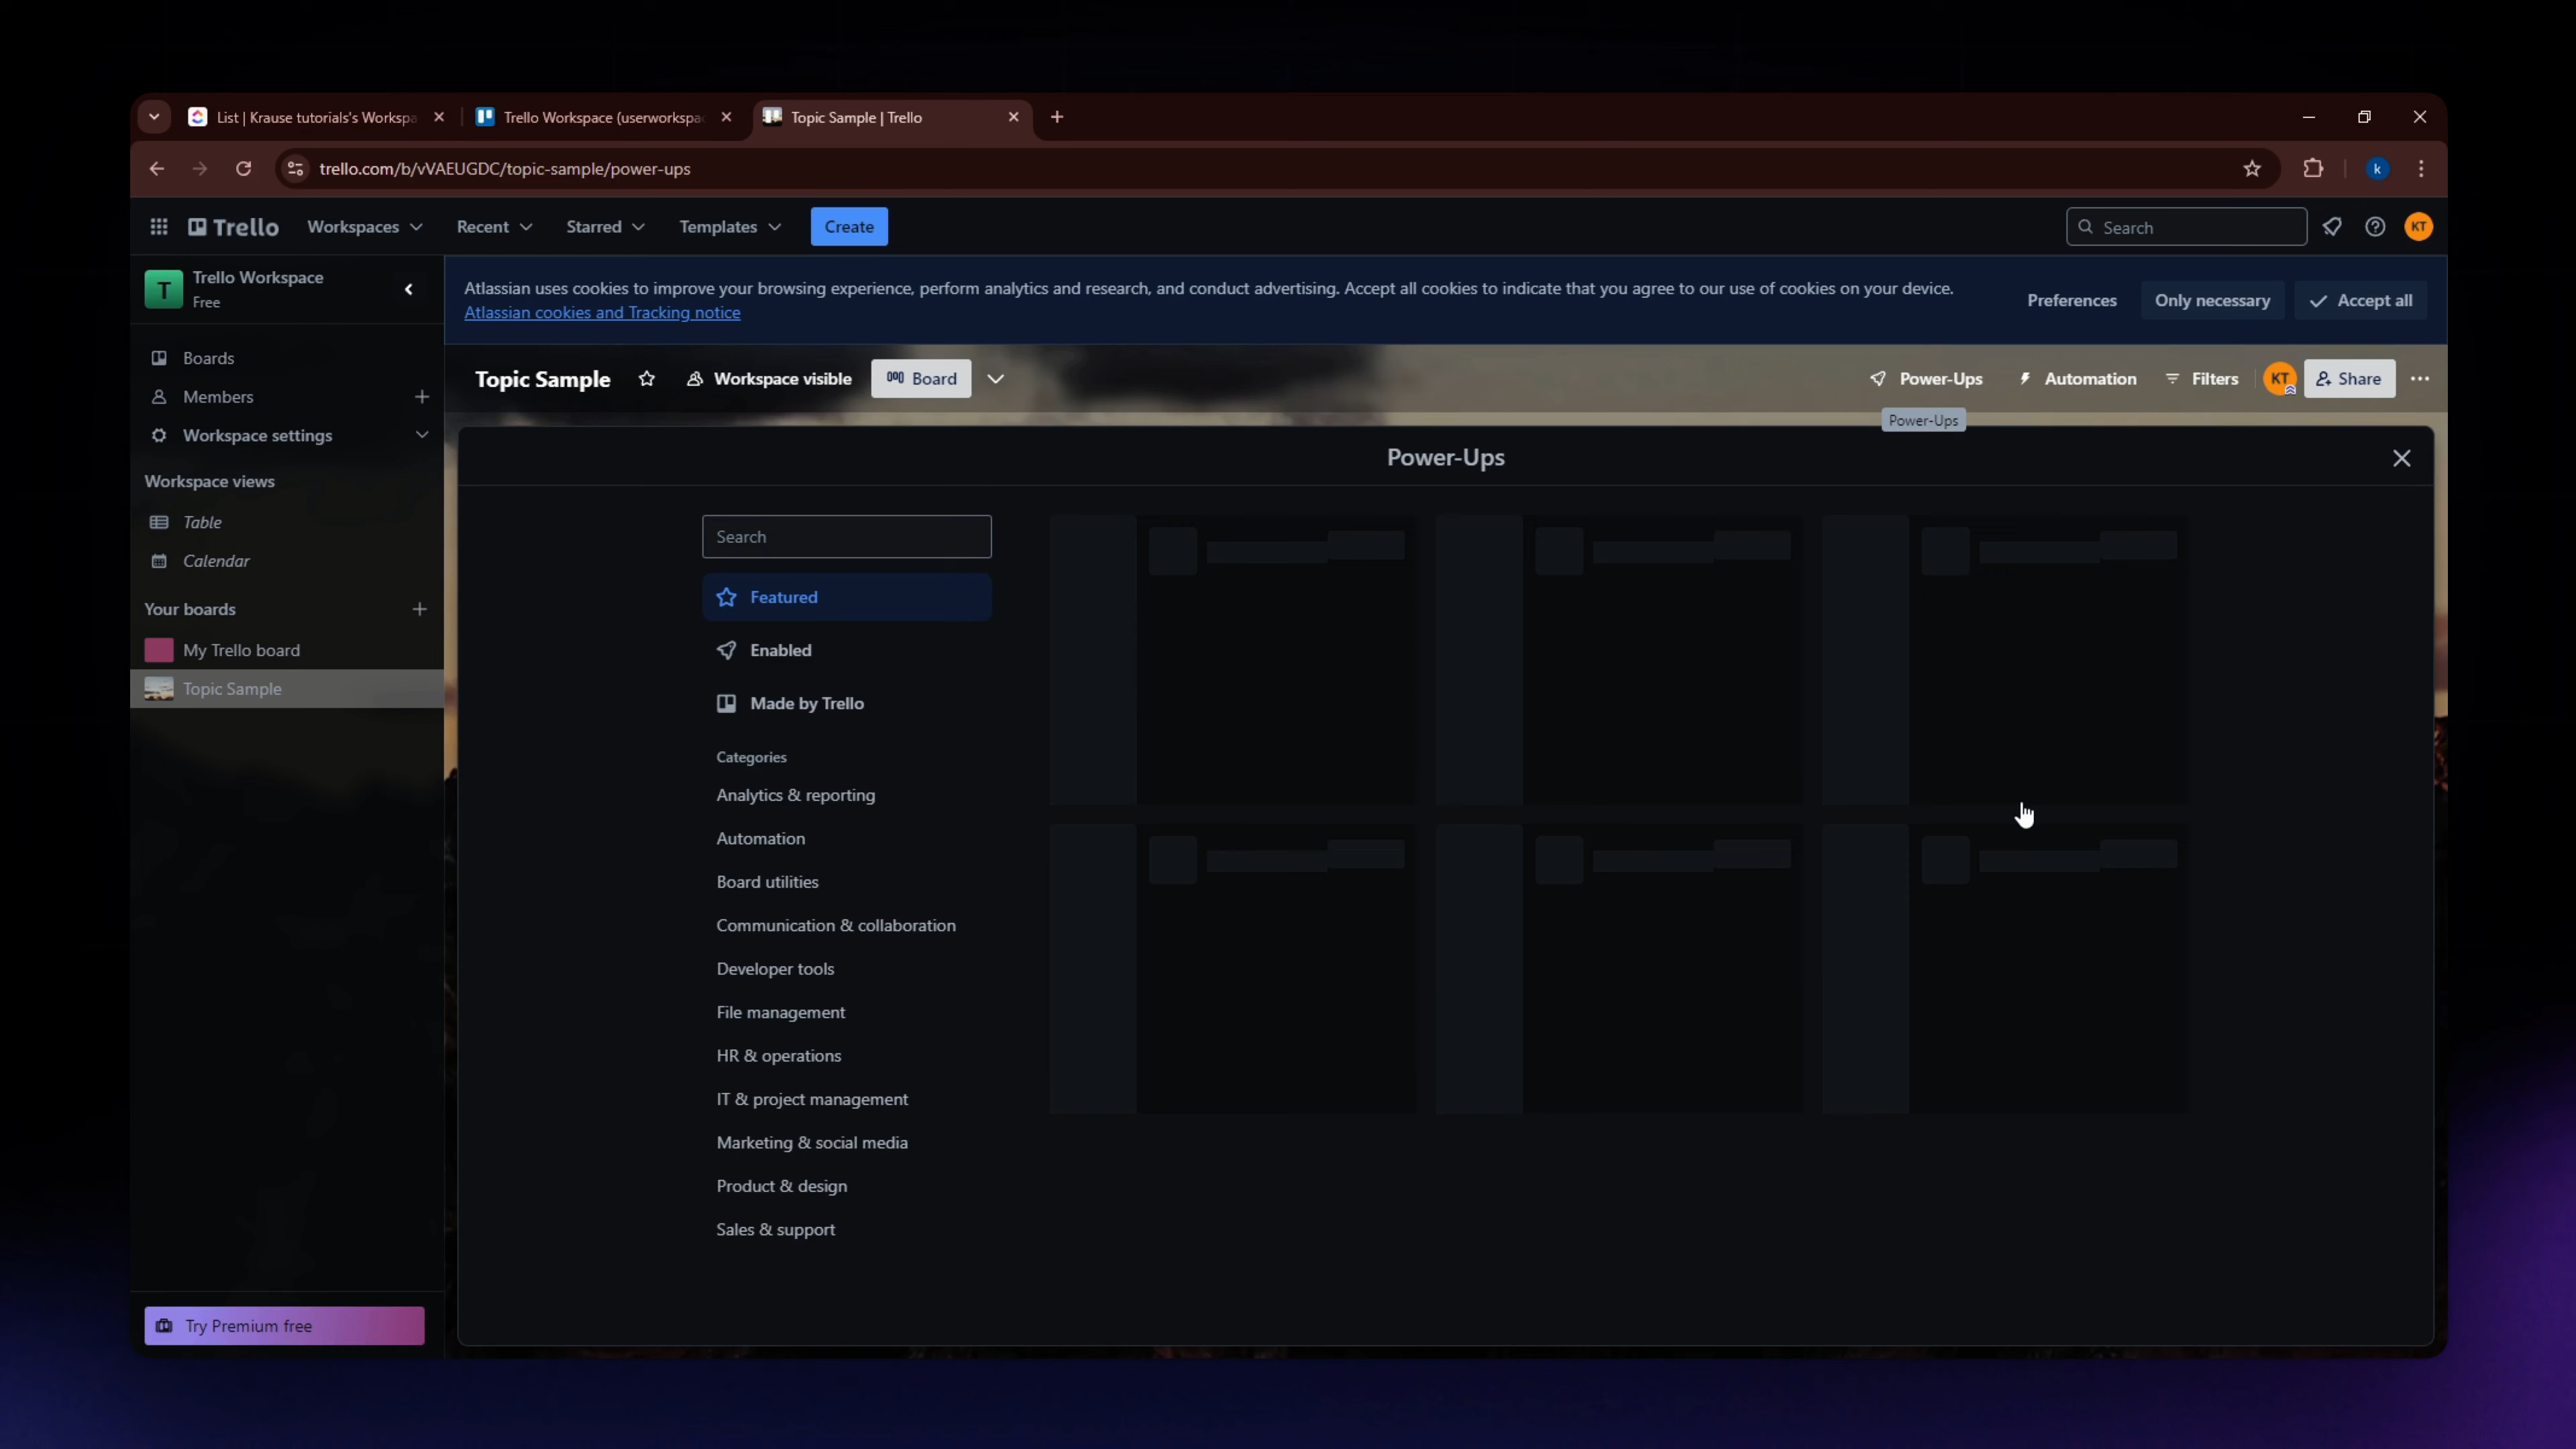 List | Krause tutorials's Workspa
Trello Workspace (userworkspac
Topic Sample | Trello
trello.com/b/vVAEUGDC/topic-sample/power-ups
k
Trello
Workspaces
Recent
Starred
Templates
Create
Search
KT
T
Trello Workspace
Free
Atlassian uses cookies to improve your browsing experience, perform analytics and research, and conduct advertising. Accept all cookies to indicate that you agree to our use of cookies on your device.
Atlassian cookies and Tracking notice
Preferences
Only necessary
Accept all
Boards
Members
Workspace settings
Workspace views
Table
Calendar
Your boards
My Trello board
Topic Sample
Try Premium free
Topic Sample
Workspace visible
Board
Power-Ups
Automation
Filters
KT
Share
Power-Ups
Power-Ups
Search
Featured
Enabled
Made by Trello
Categories
Analytics & reporting
Automation
Board utilities
Communication & collaboration
Developer tools
File management
HR & operations
IT & project management
Marketing & social media
Product & design
Sales & support